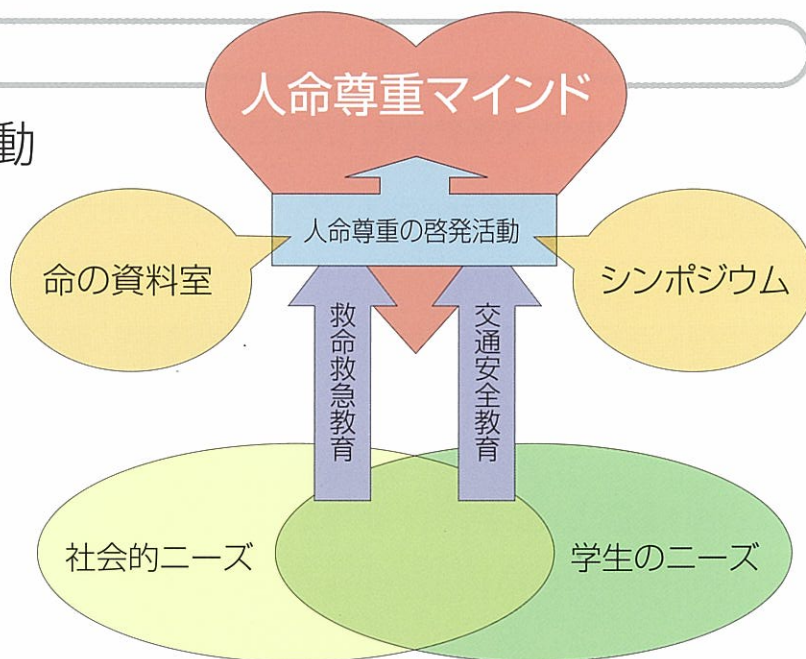 人命尊重マインド
動
人命尊重の啓発活動
命の資料室
シンポジウム
救命救急教育
交通安全教育
社会的ニーズ
学生のニーズ